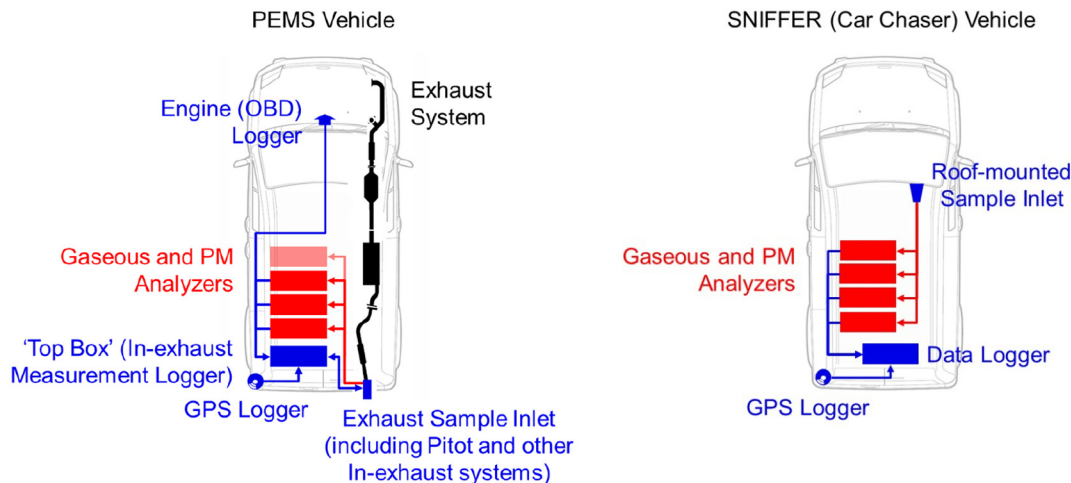 PEMS Vehicle
Engine (OBD)
Logger
Exhaust
System
Gaseous and PM
Analyzers
‘Top Box’ (In-exhaust
Measurement Logger)
GPS Logger
Exhaust Sample Inlet
(including Pitot and other
In-exhaust systems)
SNIFFER (Car Chaser) Vehicle
Roof-mounted
Sample Inlet
Gaseous and PM
Analyzers
Data Logger
GPS Logger